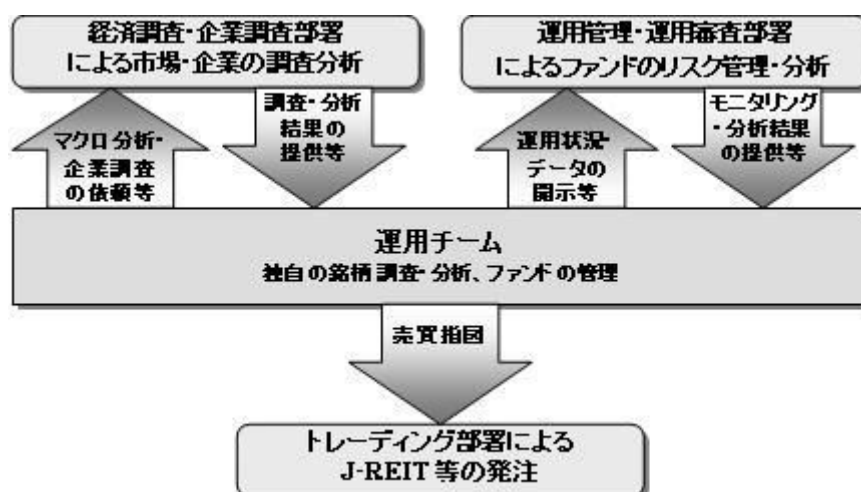 経済調査・企業調査部署
による市場・企業の調査分析
運用管理・運用審査部署
によるファンドのリスク管理・分析
マクロ分析・
企業調査
の依頼等
調査・分析
結果の
提供等
運用状況・
データの
開示等
モニタリング
・分析結果
の提供等
運用チーム
独自の銘柄調査・分析、ファンドの管理
売買指図
トレーディング部署による
J-REIT等の発注